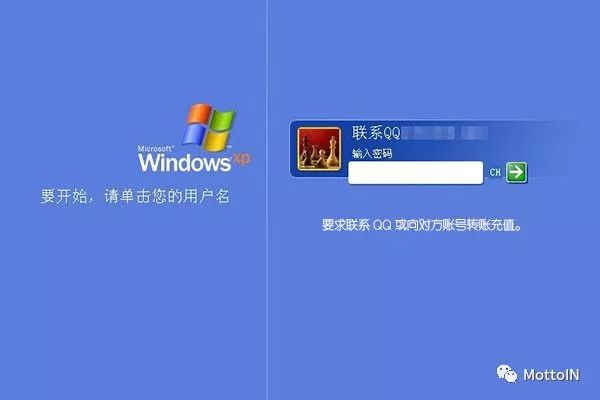 Microsoft®
Windows xp
要开始，请单击您的用户名
联系QQ
输入密码
CH
要求联系 QQ 或向对方账号转账充值。
MottoIN